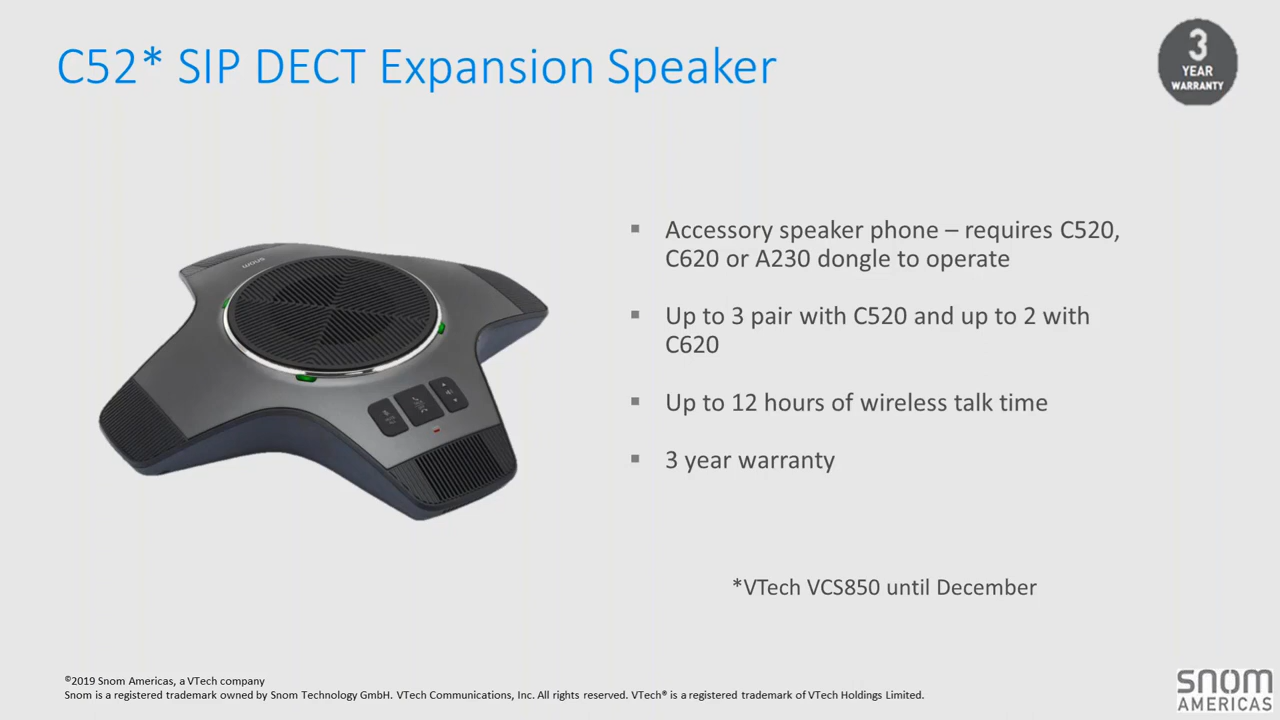 C52* SIP DECT Expansion Speaker
3
YEAR
WARRANTY
snom
▪ Accessory speaker phone – requires C520,
C620 or A230 dongle to operate
▪ Up to 3 pair with C520 and up to 2 with
C620
▪ Up to 12 hours of wireless talk time
▪ 3 year warranty
*VTech VCS850 until December
©2019 Snom Americas, a VTech company
Snom is a registered trademark owned by Snom Technology GmbH. VTech Communications, Inc. All rights reserved. VTech® is a registered trademark of VTech Holdings Limited.
snom
AMERICAS